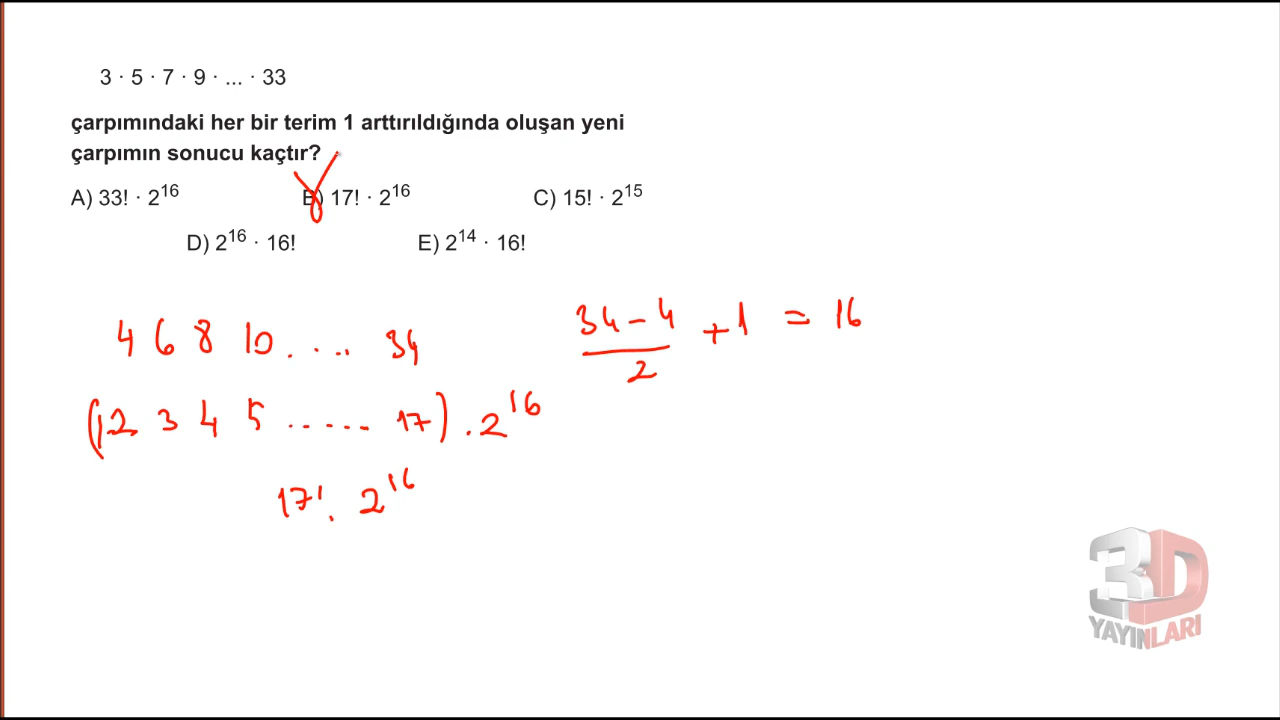 3 · 5 · 7 · 9 · ... · 33
çarpımındaki her bir terim 1 arttırıldığında oluşan yeni
çarpımın sonucu kaçtır?
A) 33! · 2^16 B) 17! · 2^16 C) 15! · 2^15
D) 2^16 · 16! E) 2^14 · 16!
4 6 8 10 . ... 34
(34 - 4)/2 + 1 = 16
(1.2 3 4 5 ...... 17) . 2^16
17! . 2^16
3D
YAYINLARI